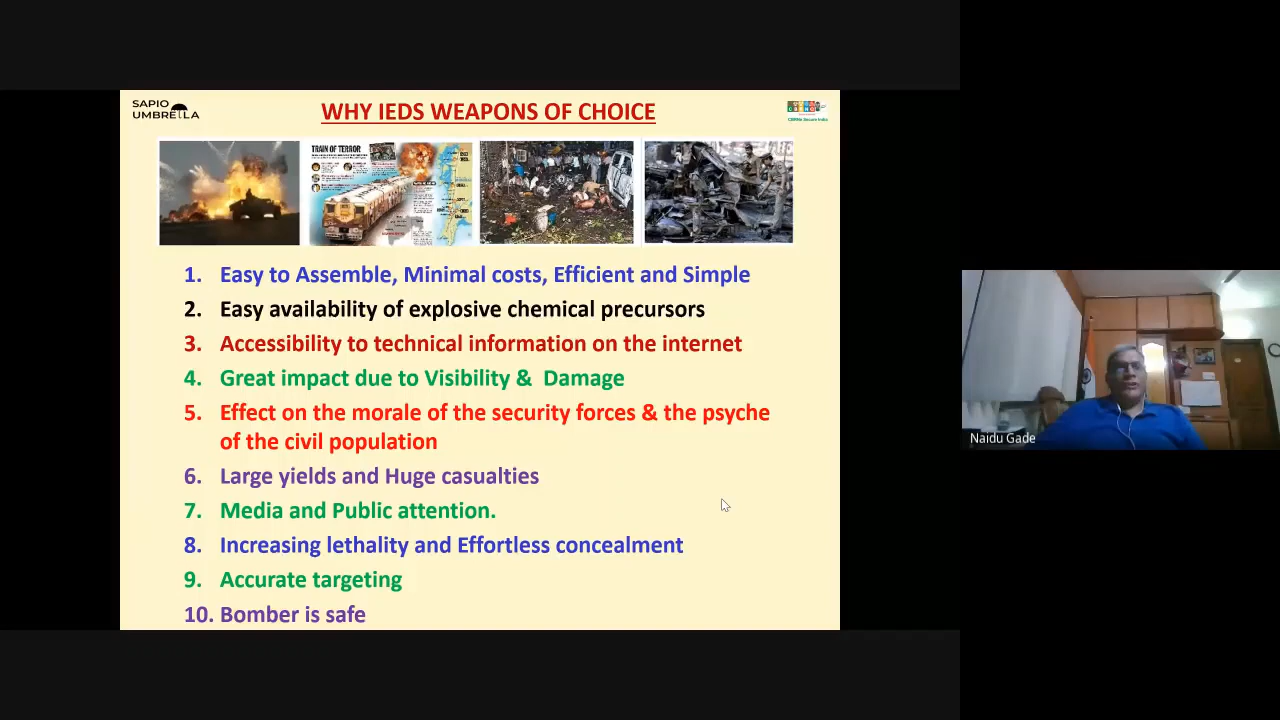 SAPIO
UMBRELLA
WHY IEDS WEAPONS OF CHOICE
CBRNe Secure India
TRAIN OF TERROR
1. Easy to Assemble, Minimal costs, Efficient and Simple
2. Easy availability of explosive chemical precursors
3. Accessibility to technical information on the internet
4. Great impact due to Visibility & Damage
5. Effect on the morale of the security forces & the psyche
of the civil population
6. Large yields and Huge casualties
7. Media and Public attention.
8. Increasing lethality and Effortless concealment
9. Accurate targeting
10. Bomber is safe
Naidu Gade